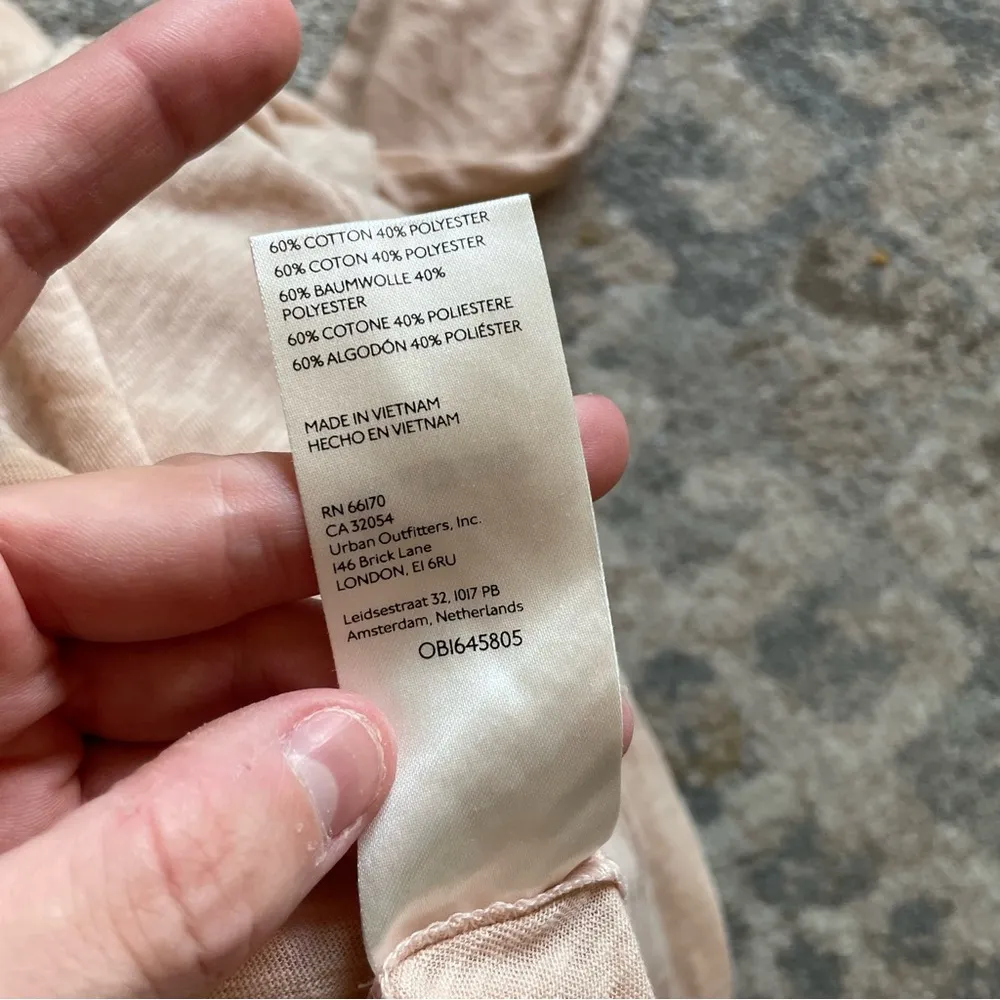 60% COTTON 40% POLYESTER
60% COTON 40% POLYESTER
60% BAUMWOLLE 40%
POLYESTER
60% COTONE 40% POLIESTERE
60% ALGODÓN 40% POLIÉSTER
MADE IN VIETNAM
HECHO EN VIETNAM
RN 66170
CA 32054
Urban Outfitters, Inc.
146 Brick Lane
LONDON, E1 6RU
Leidsestraat 32, 1017 PB
Amsterdam, Netherlands
OB1645805